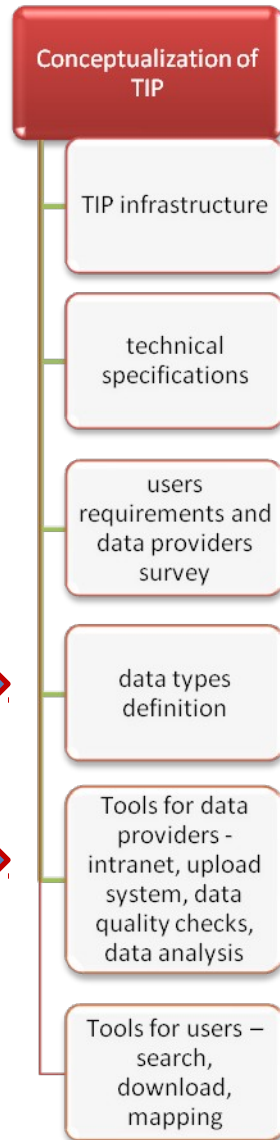 Conceptualization of
TIP
TIP infrastructure
technical
specifications
users
requirements and
data providers
survey
data types
definition
Tools for data
providers -
intranet, upload
system, data
quality checks,
data analysis
Tools for users –
search,
download,
mapping